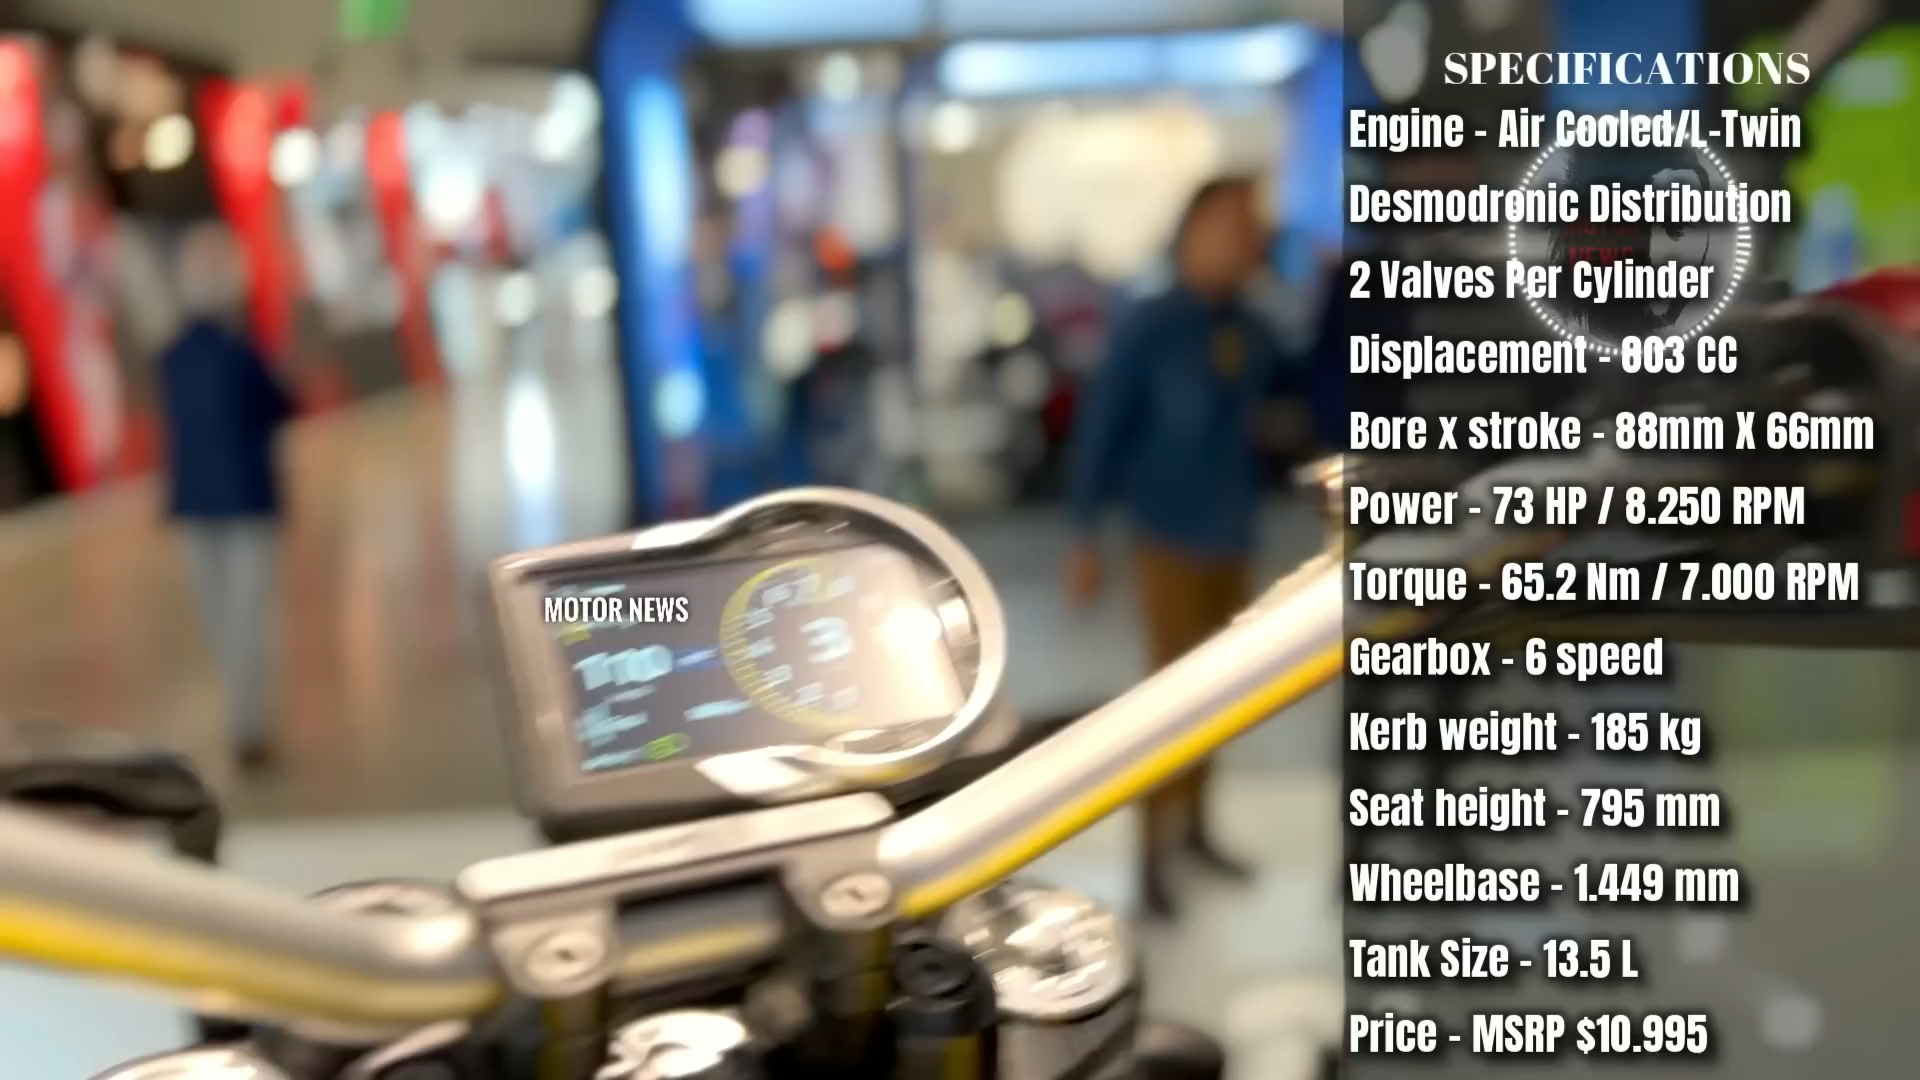 SPECIFICATIONS
Engine - Air Cooled/L-Twin
Desmodronic Distribution
2 Valves Per Cylinder
Displacement - 803 CC
Bore x stroke - 88mm X 66mm
Power - 73 HP / 8.250 RPM
Torque - 65.2 Nm / 7.000 RPM
Gearbox - 6 speed
Kerb weight - 185 kg
Seat height - 795 mm
Wheelbase - 1.449 mm
Tank Size - 13.5 L
Price - MSRP $10.995
MOTOR NEWS
3
NEWS